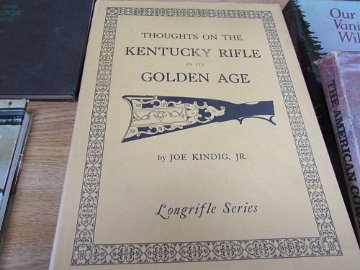 THOUGHTS ON THE
KENTUCKY RIFLE
IN ITS
GOLDEN AGE
by JOE KINDIG, JR.
Longrifle Series
Our
Vani
Wil
THE AMERICAN